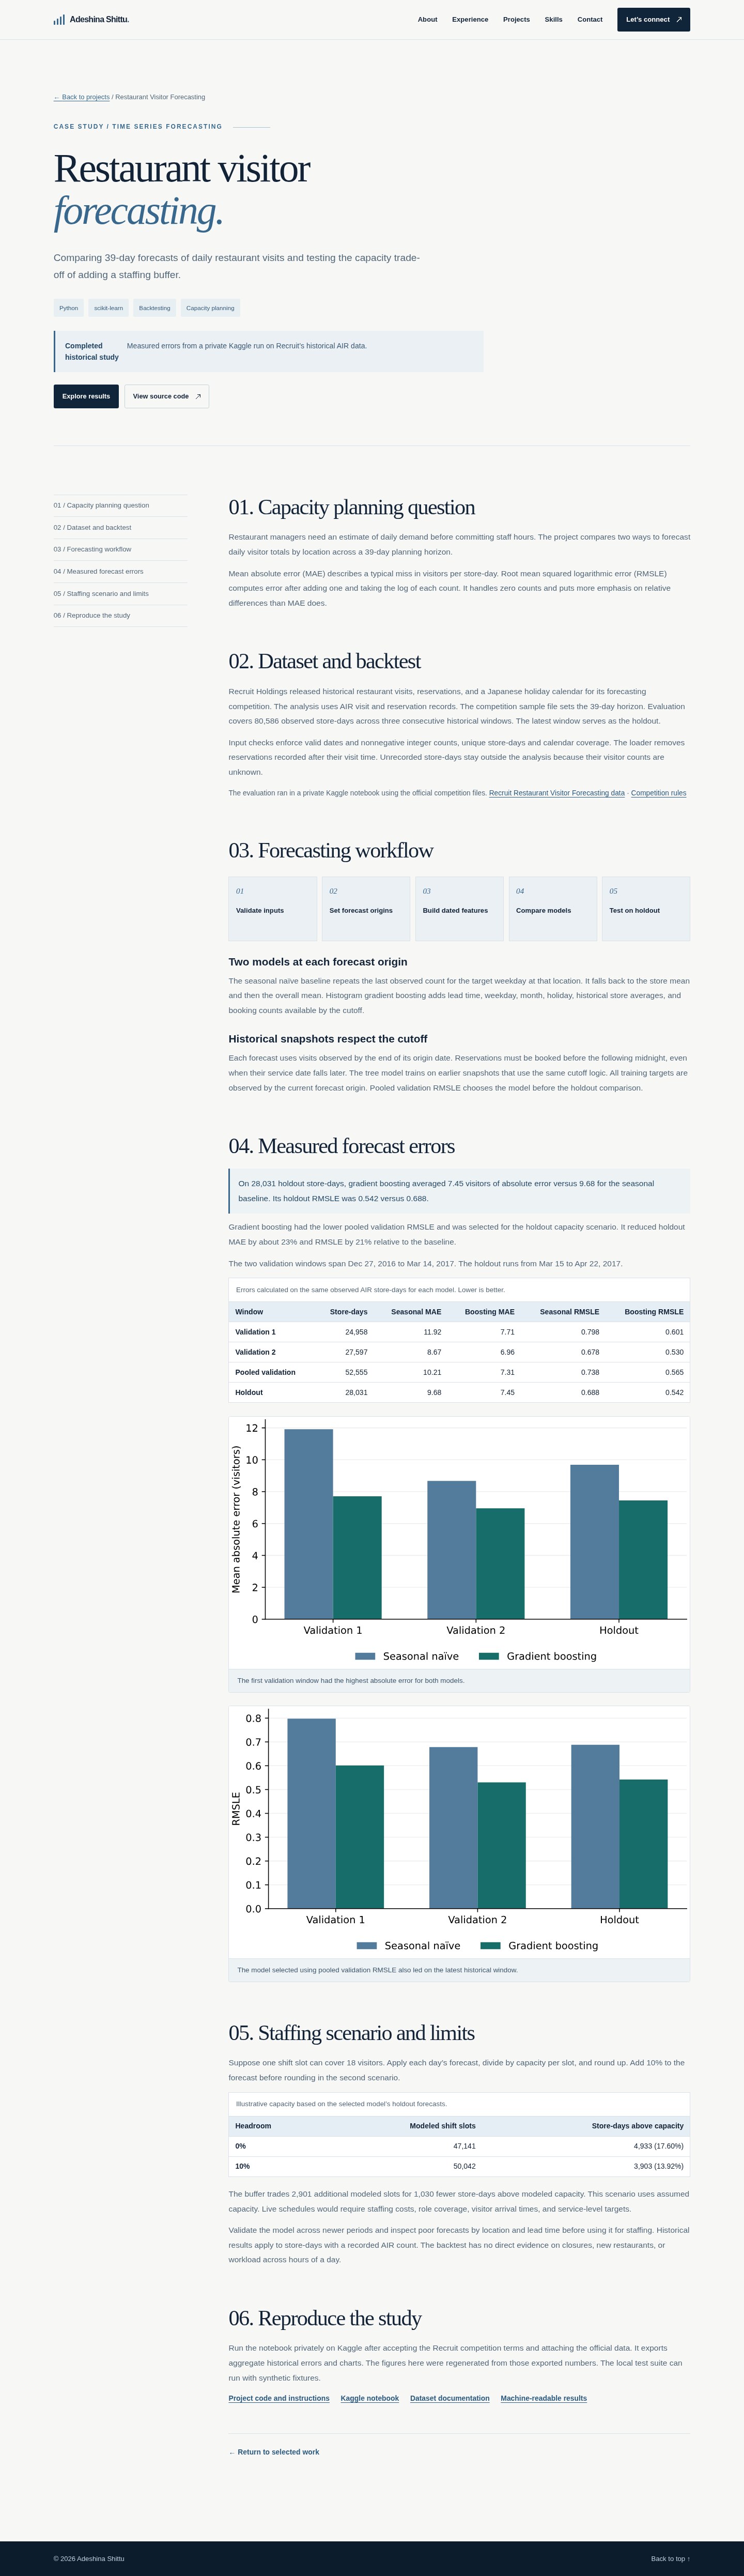 Adeshina Shittu.
About
Experience
Projects
Skills
Contact
Let's connect ↗
← Back to projects / Restaurant Visitor Forecasting
CASE STUDY / TIME SERIES FORECASTING
Restaurant visitor
forecasting.
Comparing 39-day forecasts of daily restaurant visits and testing the capacity trade-
off of adding a staffing buffer.
Python
scikit-learn
Backtesting
Capacity planning
Completed
historical study
Measured errors from a private Kaggle run on Recruit's historical AIR data.
Explore results
View source code ↗
01 / Capacity planning question
02 / Dataset and backtest
03 / Forecasting workflow
04 / Measured forecast errors
05 / Staffing scenario and limits
06 / Reproduce the study
01. Capacity planning question
Restaurant managers need an estimate of daily demand before committing staff hours. The project compares two ways to forecast
daily visitor totals by location across a 39-day planning horizon.
Mean absolute error (MAE) describes a typical miss in visitors per store-day. Root mean squared logarithmic error (RMSLE)
computes error after adding one and taking the log of each count. It handles zero counts and puts more emphasis on relative
differences than MAE does.
02. Dataset and backtest
Recruit Holdings released historical restaurant visits, reservations, and a Japanese holiday calendar for its forecasting
competition. The analysis uses AIR visit and reservation records. The competition sample file sets the 39-day horizon. Evaluation
covers 80,586 observed store-days across three consecutive historical windows. The latest window serves as the holdout.
Input checks enforce valid dates and nonnegative integer counts, unique store-days and calendar coverage. The loader removes
reservations recorded after their visit time. Unrecorded store-days stay outside the analysis because their visitor counts are
unknown.
The evaluation ran in a private Kaggle notebook using the official competition files. Recruit Restaurant Visitor Forecasting data · Competition rules
03. Forecasting workflow
01
Validate inputs
02
Set forecast origins
03
Build dated features
04
Compare models
05
Test on holdout
Two models at each forecast origin
The seasonal naïve baseline repeats the last observed count for the target weekday at that location. It falls back to the store mean
and then the overall mean. Histogram gradient boosting adds lead time, weekday, month, holiday, historical store averages, and
booking counts available by the cutoff.
Historical snapshots respect the cutoff
Each forecast uses visits observed by the end of its origin date. Reservations must be booked before the following midnight, even
when their service date falls later. The tree model trains on earlier snapshots that use the same cutoff logic. All training targets are
observed by the current forecast origin. Pooled validation RMSLE chooses the model before the holdout comparison.
04. Measured forecast errors
On 28,031 holdout store-days, gradient boosting averaged 7.45 visitors of absolute error versus 9.68 for the seasonal
baseline. Its holdout RMSLE was 0.542 versus 0.688.
Gradient boosting had the lower pooled validation RMSLE and was selected for the holdout capacity scenario. It reduced holdout
MAE by about 23% and RMSLE by 21% relative to the baseline.
The two validation windows span Dec 27, 2016 to Mar 14, 2017. The holdout runs from Mar 15 to Apr 22, 2017.
Errors calculated on the same observed AIR store-days for each model. Lower is better.
Window Store-days Seasonal MAE Boosting MAE Seasonal RMSLE Boosting RMSLE
Validation 1 24,958 11.92 7.71 0.798 0.601
Validation 2 27,597 8.67 6.96 0.678 0.530
Pooled validation 52,555 10.21 7.31 0.738 0.565
Holdout 28,031 9.68 7.45 0.688 0.542
Mean absolute error (visitors)
12
10
8
6
4
2
0
Validation 1
Validation 2
Holdout
Seasonal naïve
Gradient boosting
The first validation window had the highest absolute error for both models.
RMSLE
0.8
0.7
0.6
0.5
0.4
0.3
0.2
0.1
0.0
Validation 1
Validation 2
Holdout
Seasonal naïve
Gradient boosting
The model selected using pooled validation RMSLE also led on the latest historical window.
05. Staffing scenario and limits
Suppose one shift slot can cover 18 visitors. Apply each day's forecast, divide by capacity per slot, and round up. Add 10% to the
forecast before rounding in the second scenario.
Illustrative capacity based on the selected model's holdout forecasts.
Headroom Modeled shift slots Store-days above capacity
0% 47,141 4,933 (17.60%)
10% 50,042 3,903 (13.92%)
The buffer trades 2,901 additional modeled slots for 1,030 fewer store-days above modeled capacity. This scenario uses assumed
capacity. Live schedules would require staffing costs, role coverage, visitor arrival times, and service-level targets.
Validate the model across newer periods and inspect poor forecasts by location and lead time before using it for staffing. Historical
results apply to store-days with a recorded AIR count. The backtest has no direct evidence on closures, new restaurants, or
workload across hours of a day.
06. Reproduce the study
Run the notebook privately on Kaggle after accepting the Recruit competition terms and attaching the official data. It exports
aggregate historical errors and charts. The figures here were regenerated from those exported numbers. The local test suite can
run with synthetic fixtures.
Project code and instructions
Kaggle notebook
Dataset documentation
Machine-readable results
← Return to selected work
© 2026 Adeshina Shittu
Back to top ↑